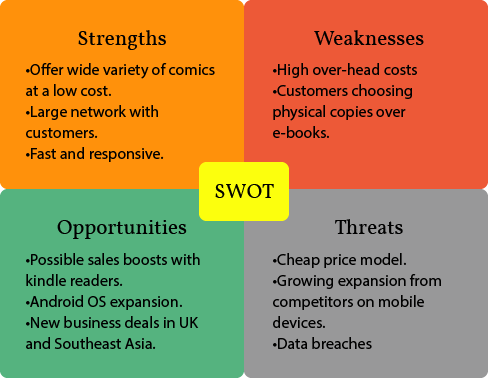 Strengths
•Offer wide variety of comics
at a low cost.
•Large network with
customers.
•Fast and responsive.
Weaknesses
•High over-head costs
•Customers choosing
physical copies over
e-books.
SWOT
Opportunities
•Possible sales boosts with
kindle readers.
•Android OS expansion.
•New business deals in UK
and Southeast Asia.
Threats
•Cheap price model.
•Growing expansion from
competitors on mobile
devices.
•Data breaches